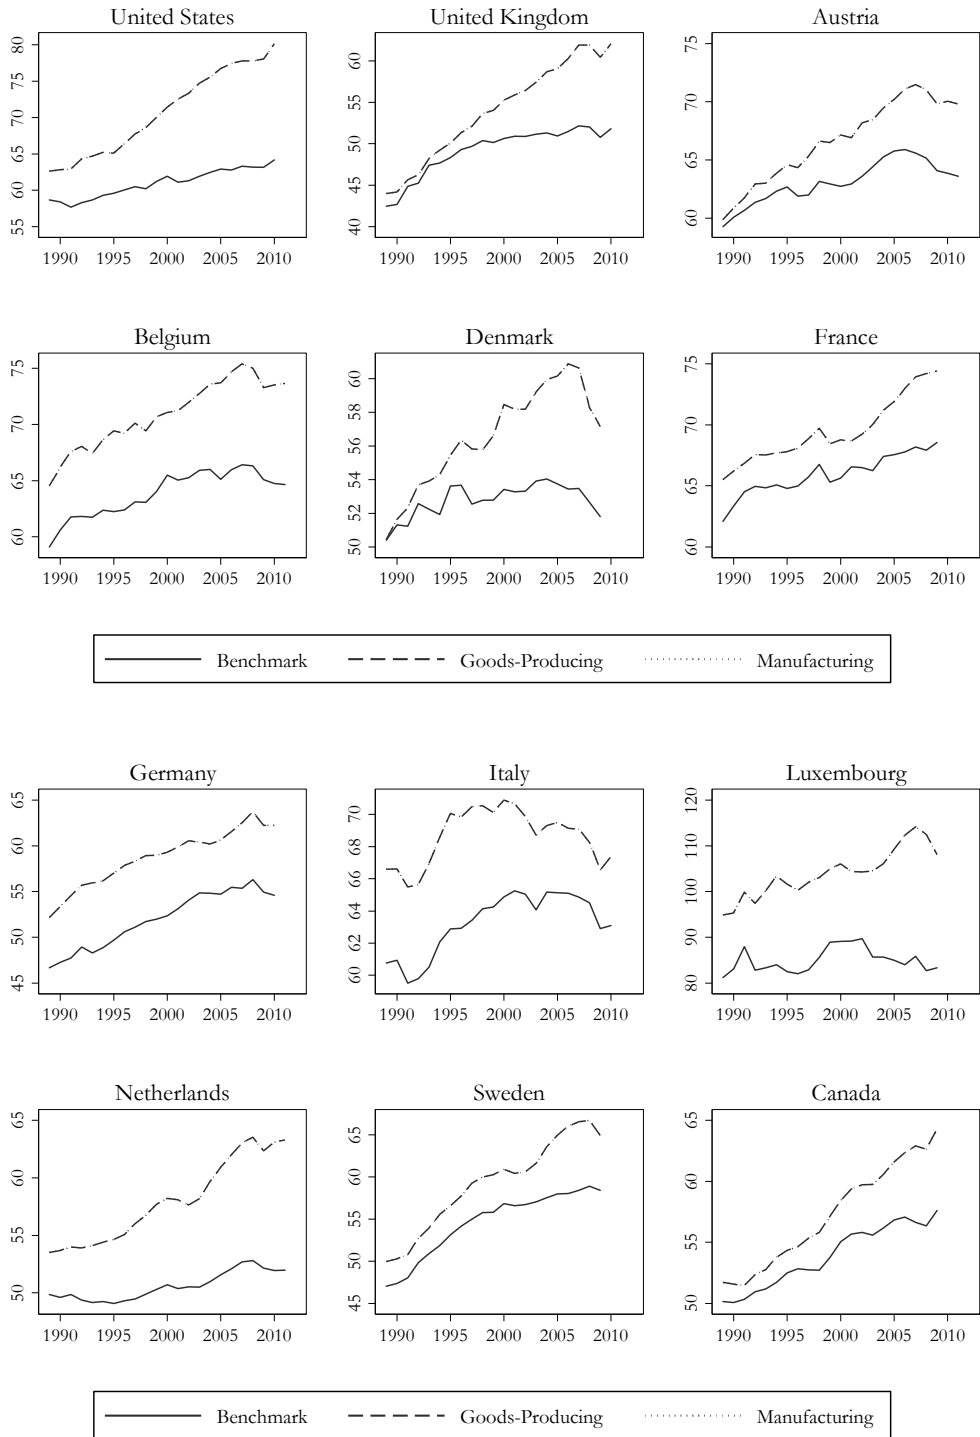 United States United Kingdom Austria
80 75 70 65 60 55
60 55 50 45 40
75 70 65 60
1990 1995 2000 2005 2010 1990 1995 2000 2005 2010 1990 1995 2000 2005 2010
Belgium Denmark France
75 70 65 60
60 58 56 54 52 50
75 70 65 60
1990 1995 2000 2005 2010 1990 1995 2000 2005 2010 1990 1995 2000 2005 2010
Benchmark Goods-Producing Manufacturing
Germany Italy Luxembourg
65 60 55 50 45
70 68 66 64 62 60
120 110 100 90 80
1990 1995 2000 2005 2010 1990 1995 2000 2005 2010 1990 1995 2000 2005 2010
Netherlands Sweden Canada
65 60 55 50
65 60 55 50 45
65 60 55 50
1990 1995 2000 2005 2010 1990 1995 2000 2005 2010 1990 1995 2000 2005 2010
Benchmark Goods-Producing Manufacturing